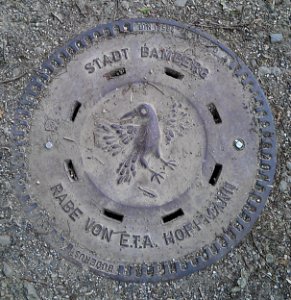 STADT BAMBERG
RABE VON E.T.A. HOFFMANN